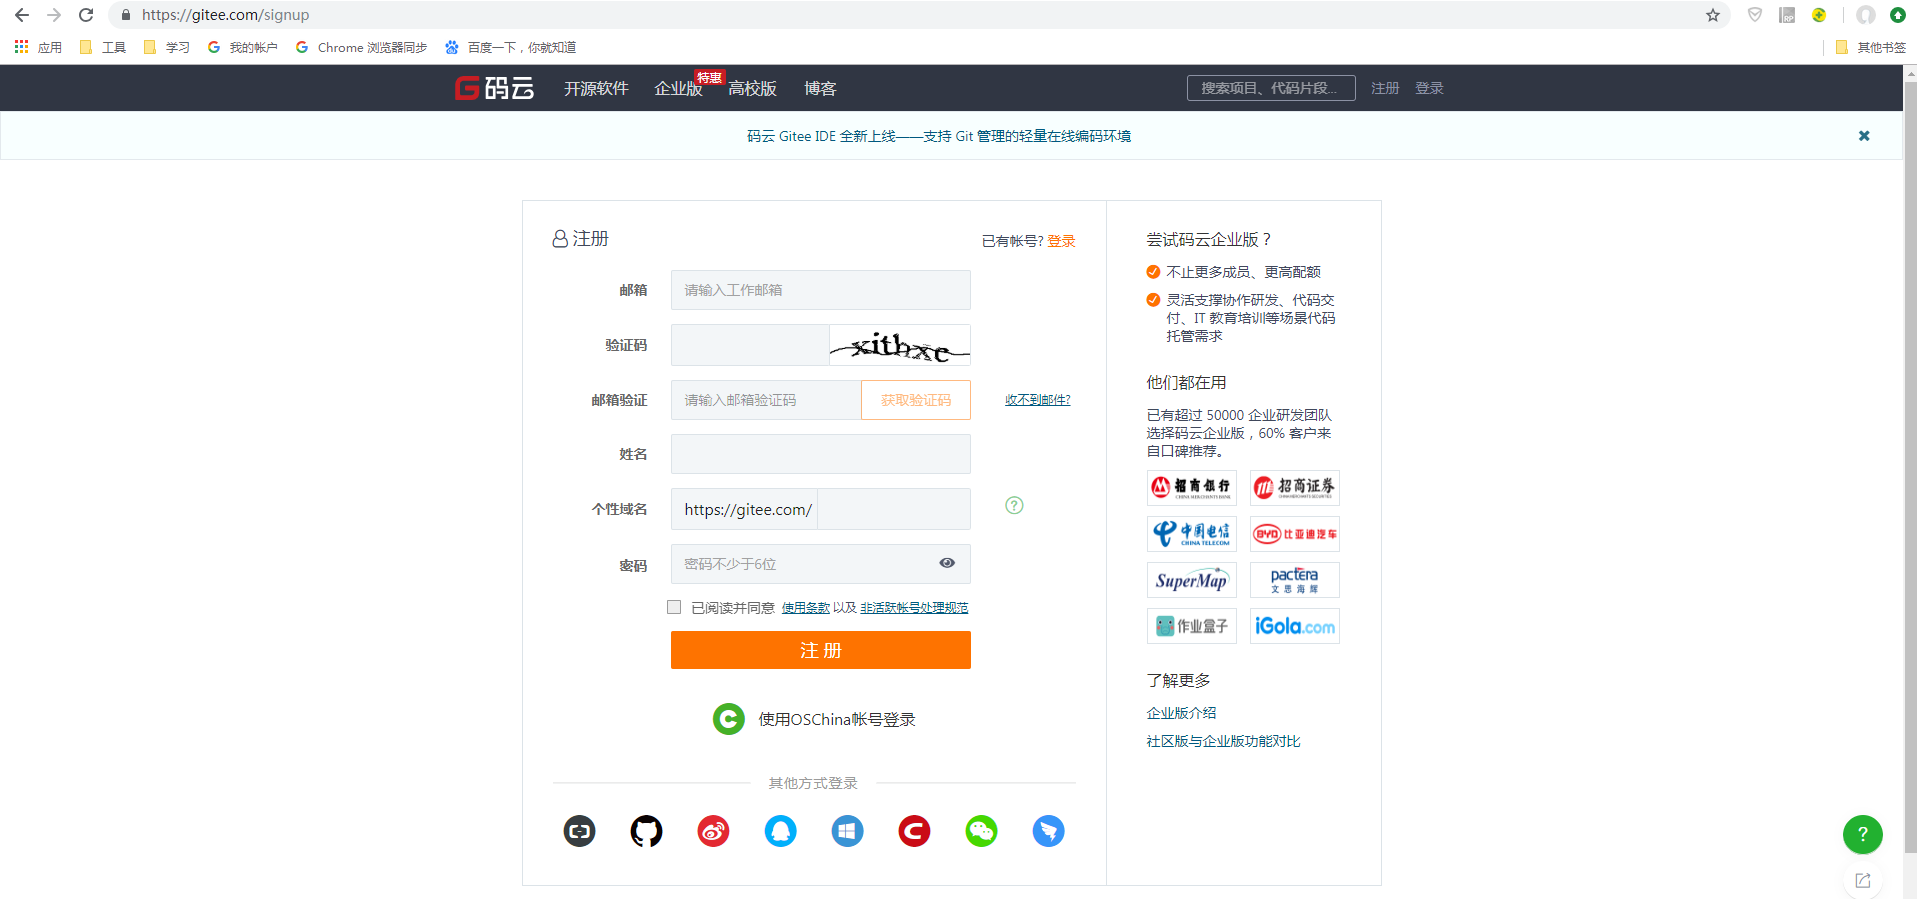 https://gitee.com/signup
应用 工具 学习 我的帐户 Chrome 浏览器同步 百度一下，你就知道 其他书签
码云 开源软件 企业版 特惠 高校版 博客 搜索项目、代码片段... 注册 登录
码云 Gitee IDE 全新上线——支持 Git 管理的轻量在线编码环境
注册
已有帐号? 登录
邮箱 请输入工作邮箱
验证码 xithxe
邮箱验证 请输入邮箱验证码 获取验证码 收不到邮件?
姓名
个性域名 https://gitee.com/
密码 密码不少于6位
已阅读并同意 使用条款 以及 非活跃帐号处理规范
注 册
使用OSChina帐号登录
其他方式登录
尝试码云企业版？
不止更多成员、更高配额
灵活支撑协作研发、代码交
付、IT 教育培训等场景代码
托管需求
他们都在用
已有超过 50000 企业研发团队
选择码云企业版，60% 客户来
自口碑推荐。
招商银行 CHINA MERCHANTS BANK
招商证券 CHINA MERCHANTS SECURITIES
中国电信 CHINA TELECOM
BYD 比亚迪汽车
SuperMap
pactera 文思海辉
作业盒子
iGola.com
了解更多
企业版介绍
社区版与企业版功能对比